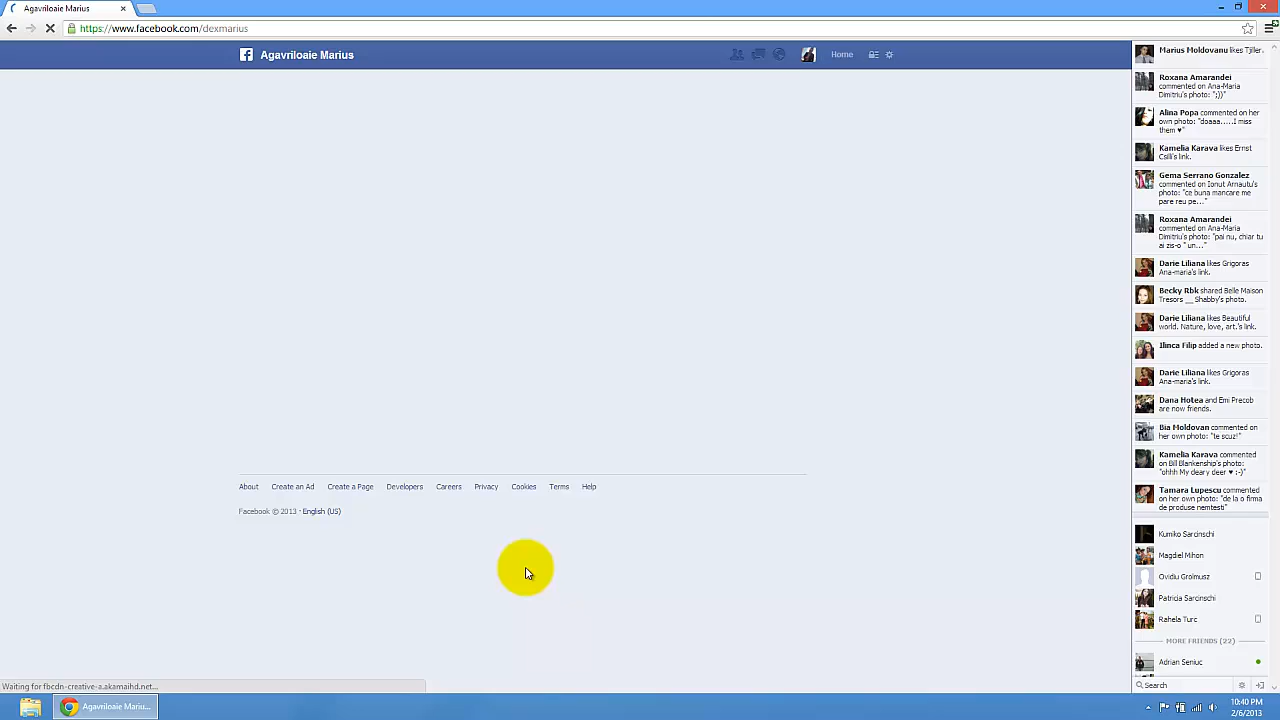 Agavriloaie Marius
https://www.facebook.com/dexmarius
Agavriloaie Marius
Home
Marius Moldovanu likes Tjiller.
Roxana Amarandei
commented on Ana-Maria
Dimitriu's photo: ";))"
Alina Popa commented on her
own photo: "doaaa.....I miss
them ♥"
Kamelia Karava likes Ernst
Csilli's link.
Gema Serrano Gonzalez
commented on Ionut Arnautu's
photo: "ce buna mancare me
pare reu pe..."
Roxana Amarandei
commented on Ana-Maria
Dimitriu's photo: "pai nu, chiar tu
ai zis-o " un..."
Darie Liliana likes Grigoras
Ana-maria's link.
Becky Rbk shared Belle Maison
Tresors __ Shabby's photo.
Darie Liliana likes Beautiful
world. Nature, love, art.'s link.
Ilinca Filip added a new photo.
Darie Liliana likes Grigoras
Ana-maria's link.
Dana Hotea and Emi Precob
are now friends.
Bia Moldovan commented on
her own photo: "te scuz!"
Kamelia Karava commented
on Bill Blankenship's photo:
"ohhh My deary deer ♥ :-)"
Tamara Lupescu commented
on her own photo: "de la o firma
de produse nemtesti"
About Create an Ad Create a Page Developers Careers Privacy Cookies Terms Help
Facebook © 2013 · English (US)
Kumiko Sarcinschi
Magdiel Mihon
Ovidiu Grolmusz
Patricia Sarcinschi
Rahela Turc
MORE FRIENDS (22)
Adrian Seniuc
Search
Waiting for fbcdn-creative-a.akamaihd.net...
Agavriloaie Mariu...
10:40 PM
2/6/2013